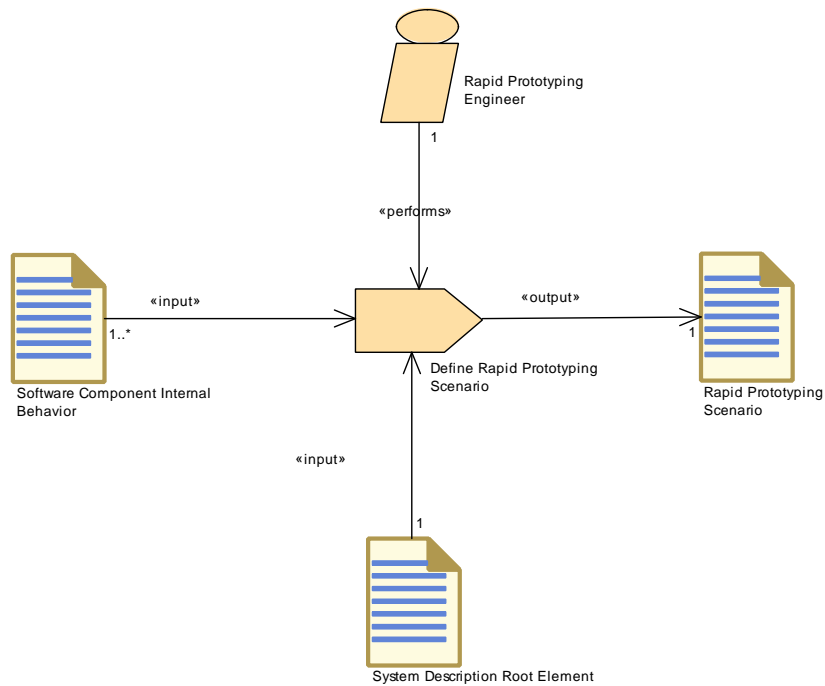 Rapid Prototyping
Engineer
1
«performs»
«input»
«output»
1..*
1
Define Rapid Prototyping
Scenario
Software Component Internal
Behavior
Rapid Prototyping
Scenario
«input»
1
System Description Root Element